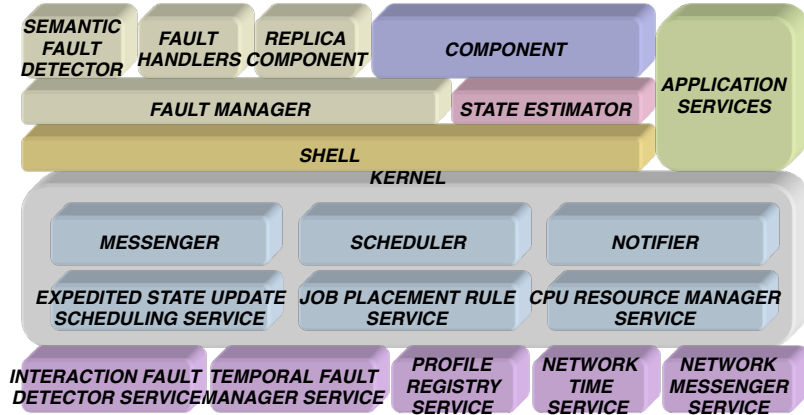 SEMANTIC
FAULT
DETECTOR
FAULT
HANDLERS
REPLICA
COMPONENT
COMPONENT
APPLICATION
SERVICES
FAULT MANAGER
STATE ESTIMATOR
SHELL
KERNEL
MESSENGER
SCHEDULER
NOTIFIER
EXPEDITED STATE UPDATE
SCHEDULING SERVICE
JOB PLACEMENT RULE
SERVICE
CPU RESOURCE MANAGER
SERVICE
INTERACTION FAULT
DETECTOR SERVICE
TEMPORAL FAULT
MANAGER SERVICE
PROFILE
REGISTRY
SERVICE
NETWORK
TIME
SERVICE
NETWORK
MESSENGER
SERVICE